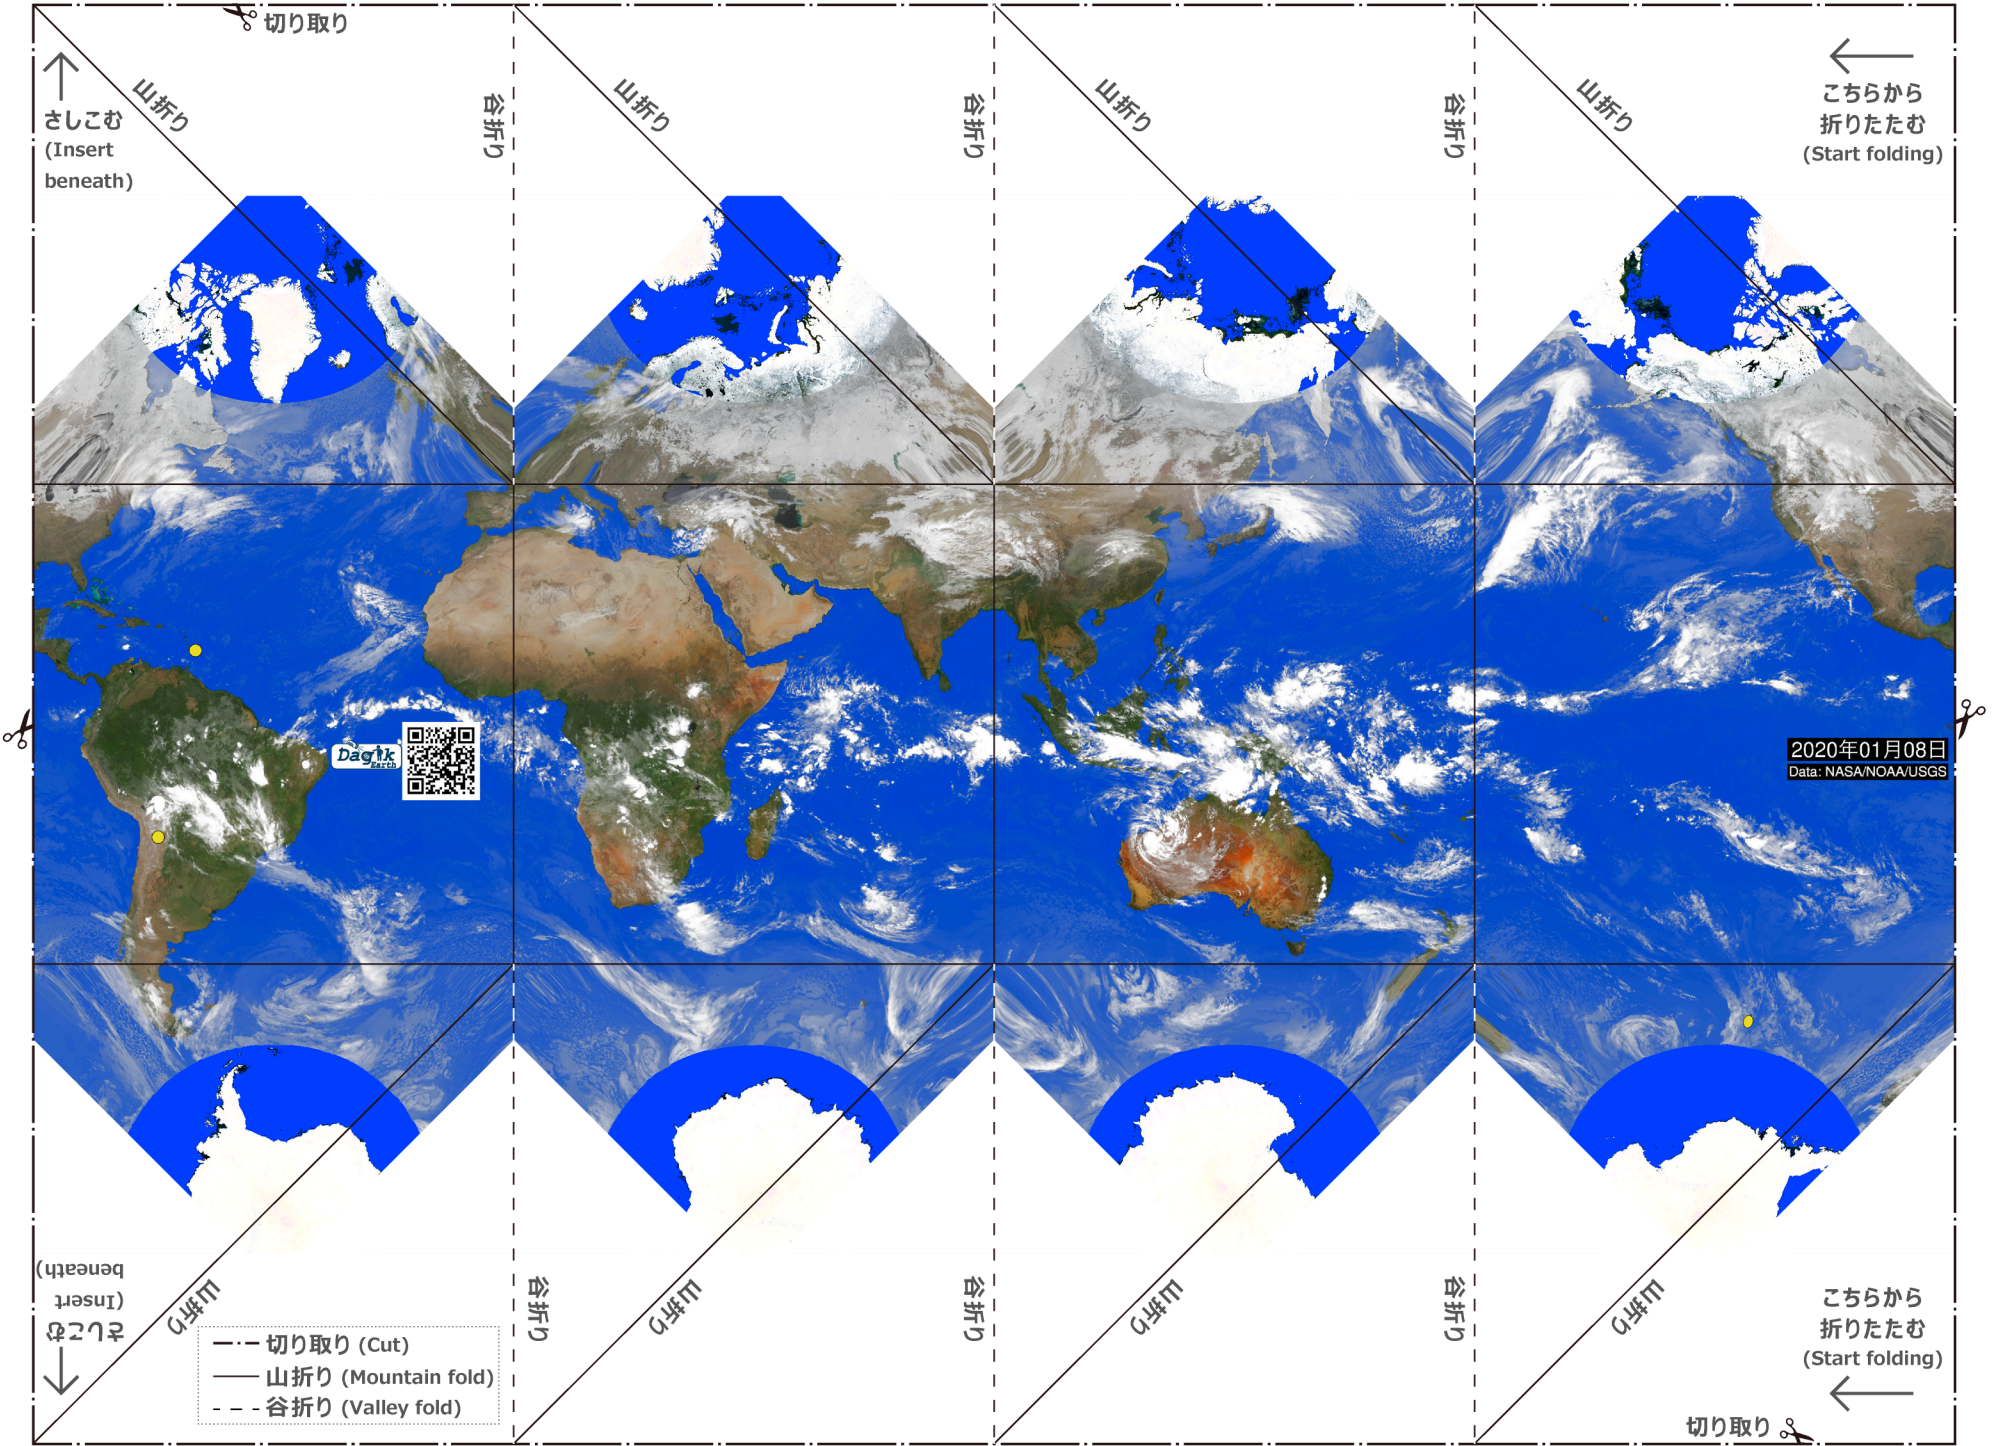 切り取り
さしこむ
(Insert
beneath)
山折り
谷折り
山折り
谷折り
山折り
谷折り
山折り
こちらから
折りたたむ
(Start folding)
Dagik
Earth
2020年01月08日
Data: NASA/NOAA/USGS
さしこむ
(Insert
beneath)
山折り
谷折り
山折り
谷折り
山折り
谷折り
山折り
こちらから
折りたたむ
(Start folding)
切り取り (Cut)
山折り (Mountain fold)
谷折り (Valley fold)
切り取り